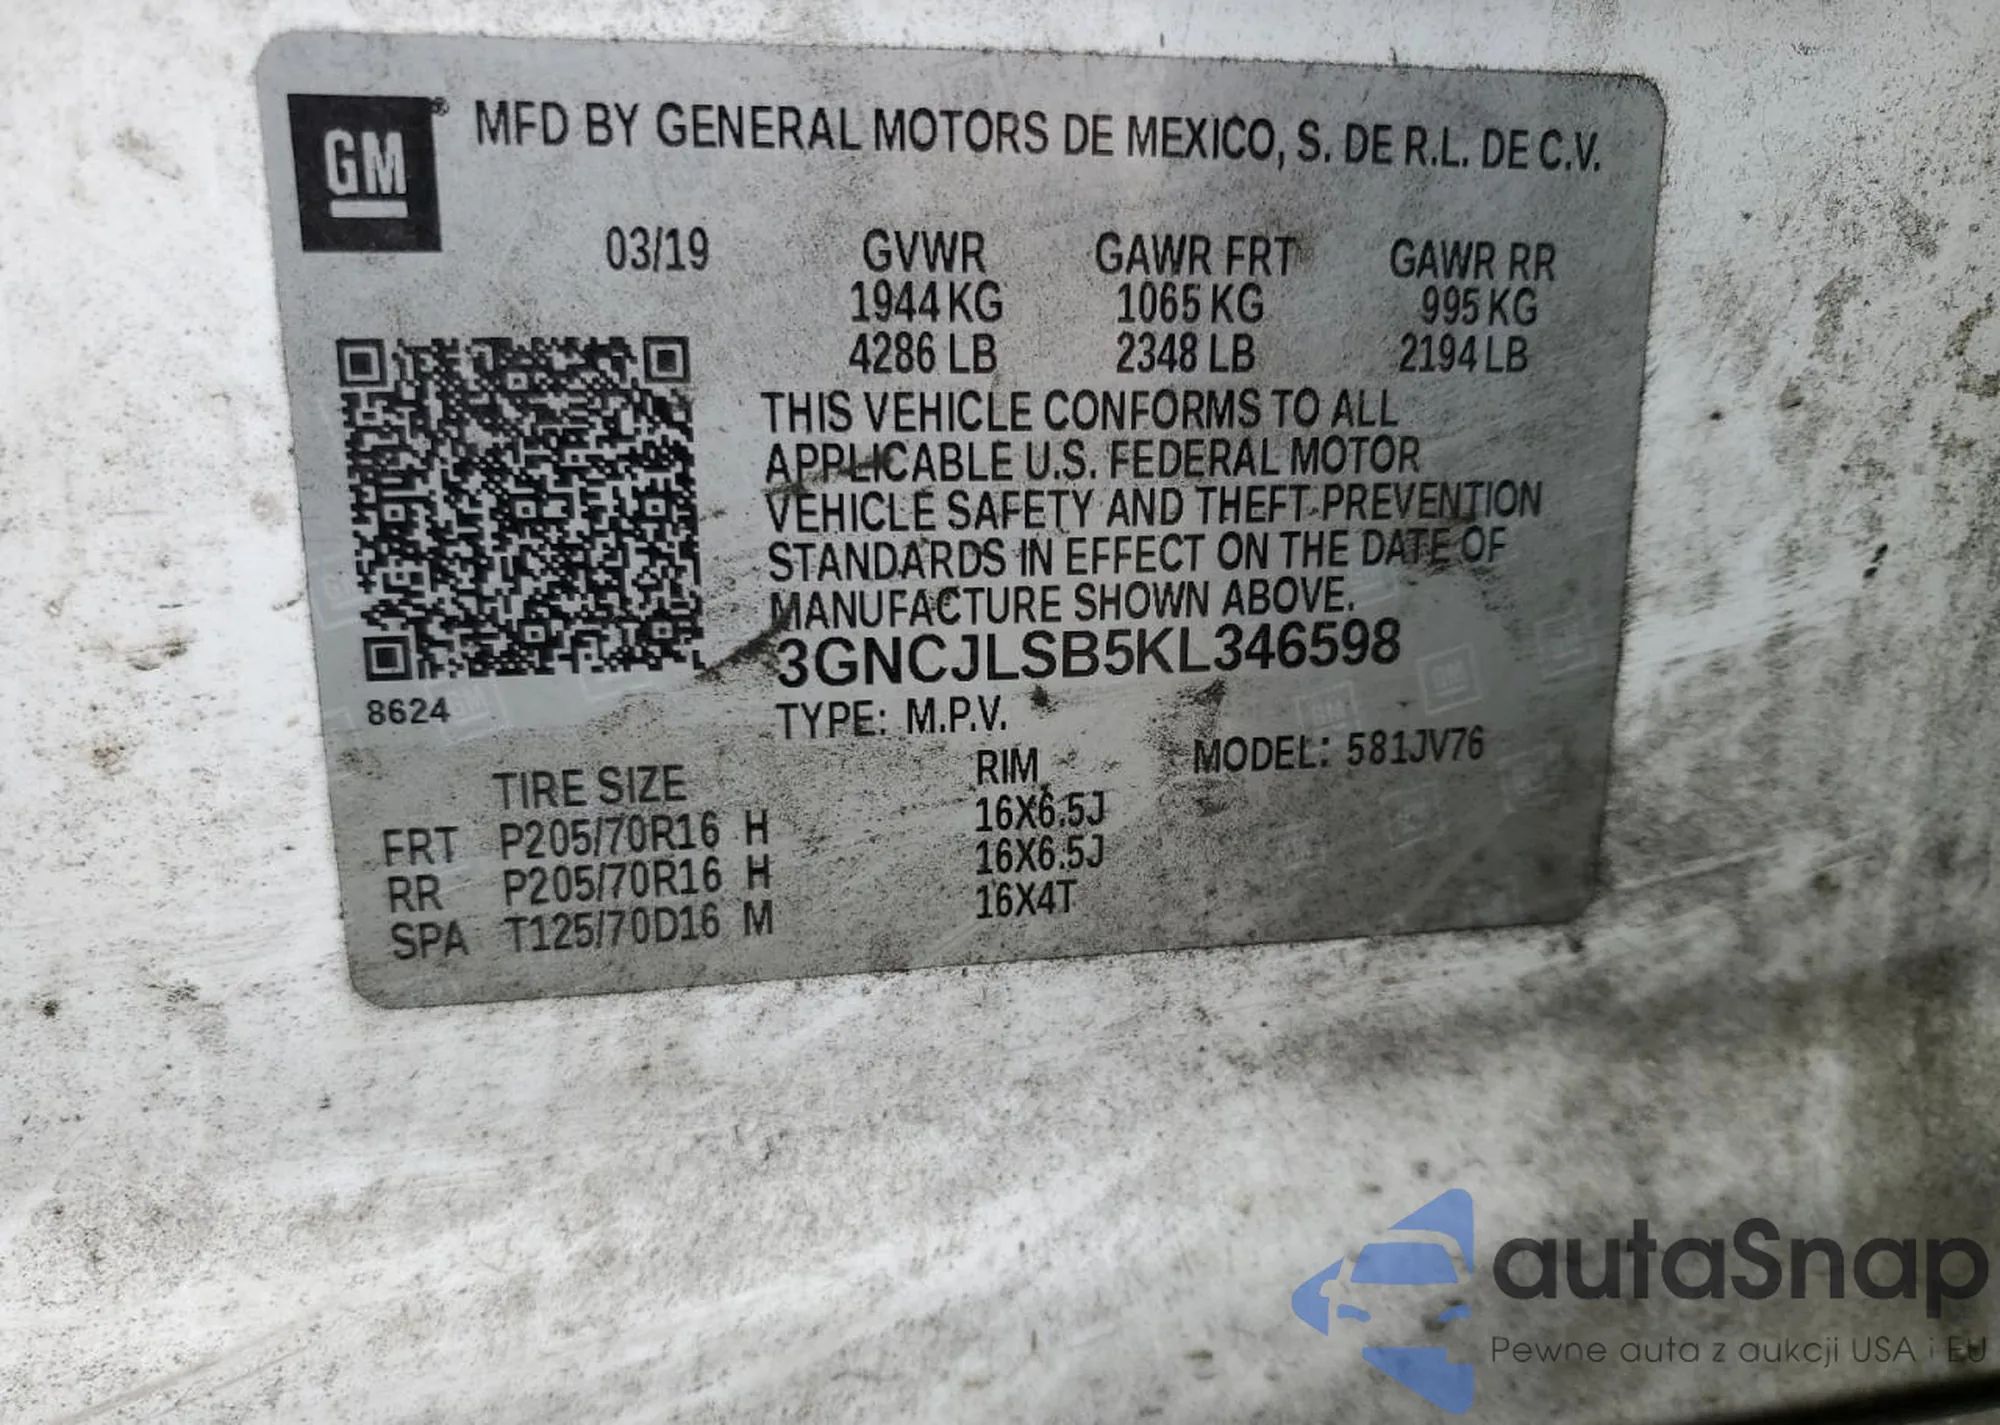 GM® MFD BY GENERAL MOTORS DE MEXICO, S. DE R.L. DE C.V.
03/19 GVWR GAWR FRT GAWR RR
1944 KG 1065 KG 995 KG
4286 LB 2348 LB 2194 LB
THIS VEHICLE CONFORMS TO ALL
APPLICABLE U.S. FEDERAL MOTOR
VEHICLE SAFETY AND THEFT PREVENTION
STANDARDS IN EFFECT ON THE DATE OF
MANUFACTURE SHOWN ABOVE.
3GNCJLSB5KL346598
8624
TYPE: M.P.V. MODEL: 581JV76
TIRE SIZE RIM
FRT P205/70R16 H 16X6.5J
RR P205/70R16 H 16X6.5J
SPA T125/70D16 M 16X4T
autaSnap
Pewne auta z aukcji USA i EU